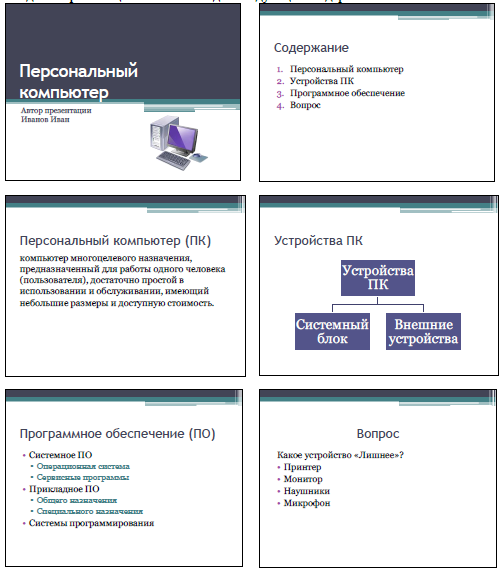 Персональный
компьютер
Автор презентации
Иванов Иван
Содержание
1. Персональный компьютер
2. Устройства ПК
3. Программное обеспечение
4. Вопрос
Персональный компьютер (ПК)
компьютер многоцелевого назначения,
предназначенный для работы одного человека
(пользователя), достаточно простой в
использовании и обслуживании, имеющий
небольшие размеры и доступную стоимость.
Устройства ПК
Устройства
ПК
Системный
блок
Внешние
устройства
Программное обеспечение (ПО)
• Системное ПО
• Операционная система
• Сервисные программы
• Прикладное ПО
• Общего назначения
• Специального назначения
• Системы программирования
Вопрос
Какое устройство «Лишнее»?
• Принтер
• Монитор
• Наушники
• Микрофон